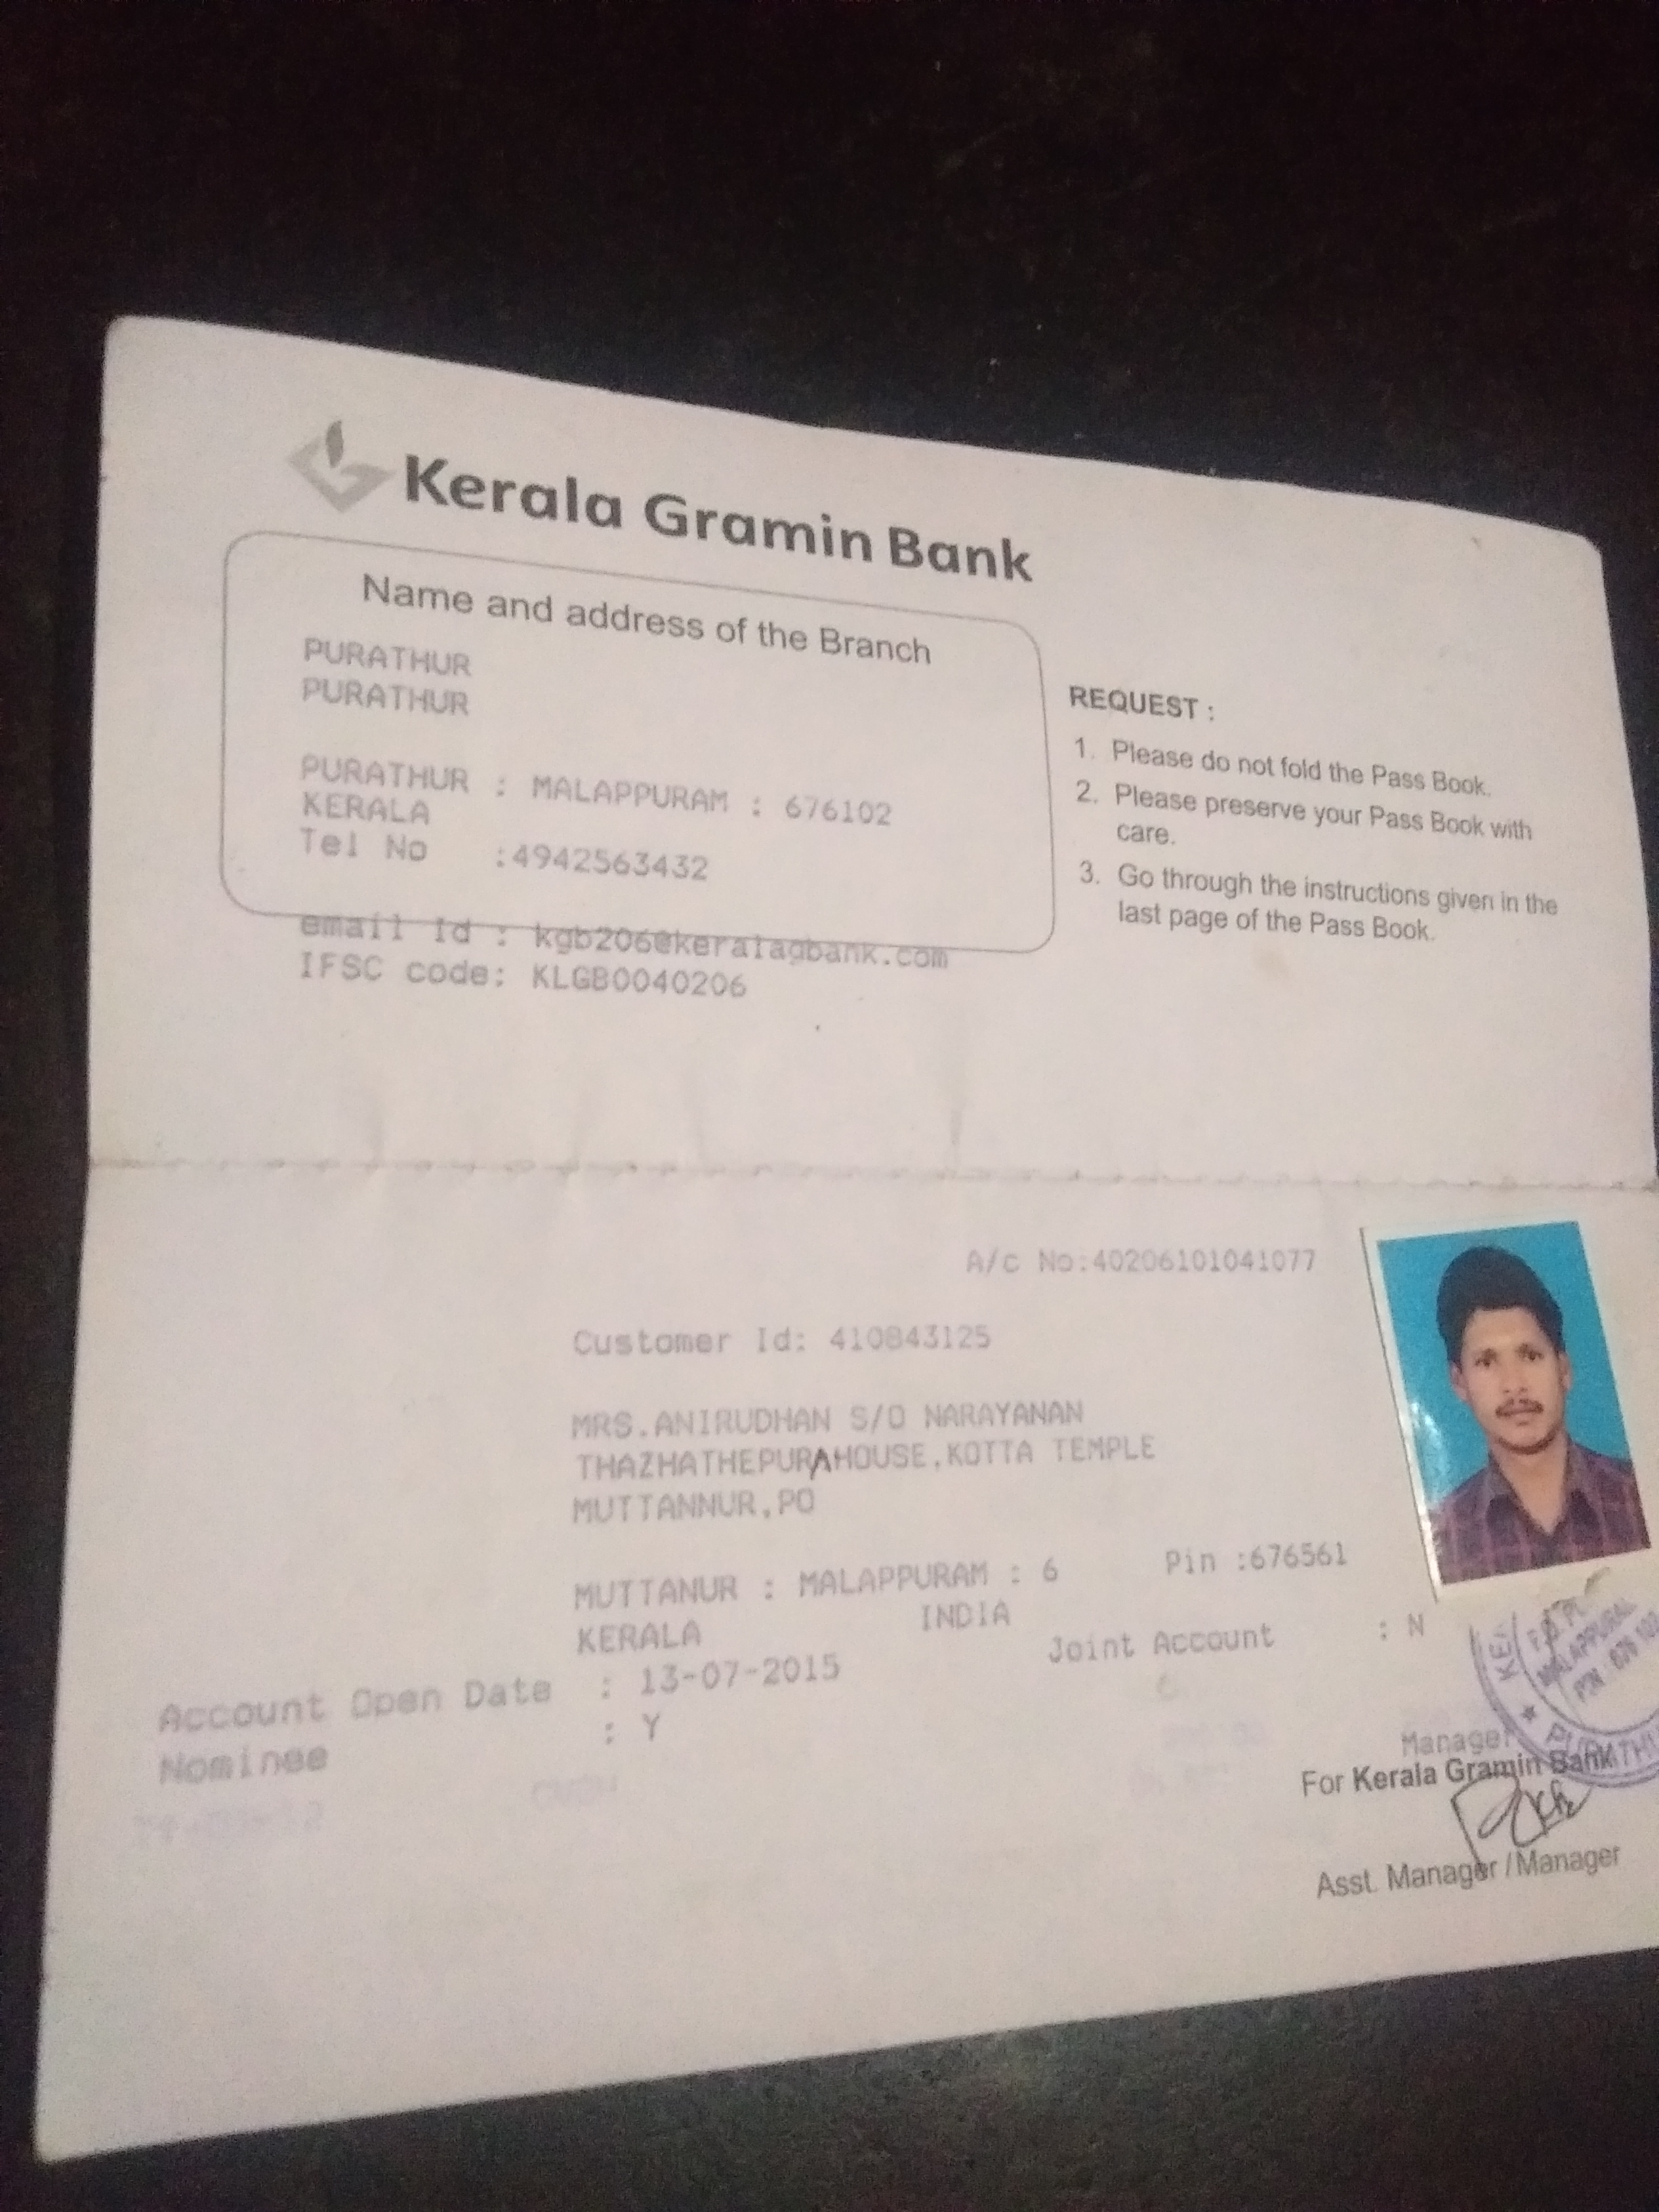 Kerala Gramin Bank
Name and address of the Branch
PURATHUR
PURATHUR
PURATHUR : MALAPPURAM : 676102
KERALA
Tel No :4942563432
email Id : kgb206@keralagbank.com
IFSC code: KLGB0040206
REQUEST :
1. Please do not fold the Pass Book.
2. Please preserve your Pass Book with
care.
3. Go through the instructions given in the
last page of the Pass Book.
A/c No:40206101041077
Customer Id: 410843125
MRS.ANIRUDHAN S/O NARAYANAN
THAZHATHEPURAHOUSE,KOTTA TEMPLE
MUTTANNUR,PO
MUTTANUR : MALAPPURAM : 6 Pin :676561
KERALA INDIA
Joint Account : N
Account Open Date : 13-07-2015
Nominee : Y
Manager
For Kerala Gramin Bank
Asst. Manager / Manager